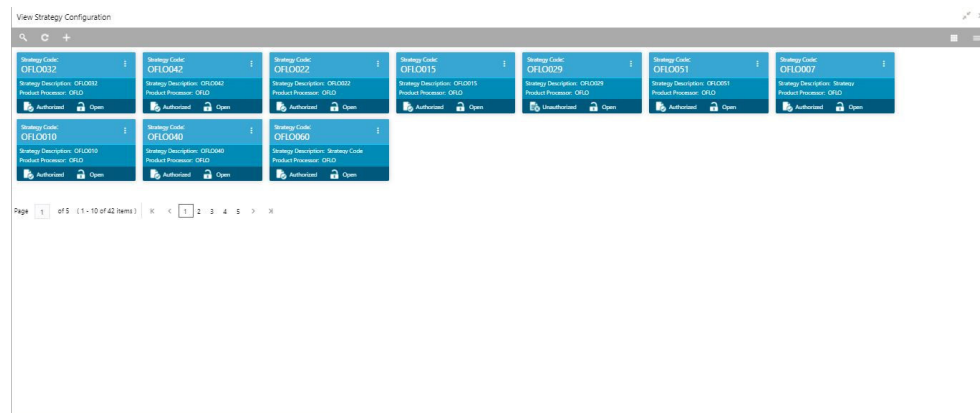 View Strategy Configuration
Strategy Code:
OFLO032
Strategy Description: OFLO032
Product Processor: OFLO
Authorized Open
Strategy Code:
OFLO042
Strategy Description: OFLO042
Product Processor: OFLO
Authorized Open
Strategy Code:
OFLO022
Strategy Description: OFLO022
Product Processor: OFLO
Authorized Open
Strategy Code:
OFLO015
Strategy Description: OFLO015
Product Processor: OFLO
Authorized Open
Strategy Code:
OFLO029
Strategy Description: OFLO029
Product Processor: OFLO
Unauthorized Open
Strategy Code:
OFLO051
Strategy Description: OFLO051
Product Processor: OFLO
Authorized Open
Strategy Code:
OFLO007
Strategy Description: Strategy
Product Processor: OFLO
Authorized Open
Strategy Code:
OFLO010
Strategy Description: OFLO010
Product Processor: OFLO
Authorized Open
Strategy Code:
OFLO040
Strategy Description: OFLO040
Product Processor: OFLO
Authorized Open
Strategy Code:
OFLO060
Strategy Description: Strategy Code
Product Processor: OFLO
Authorized Open
Page 1 of 5 (1 - 10 of 42 items) 1 2 3 4 5